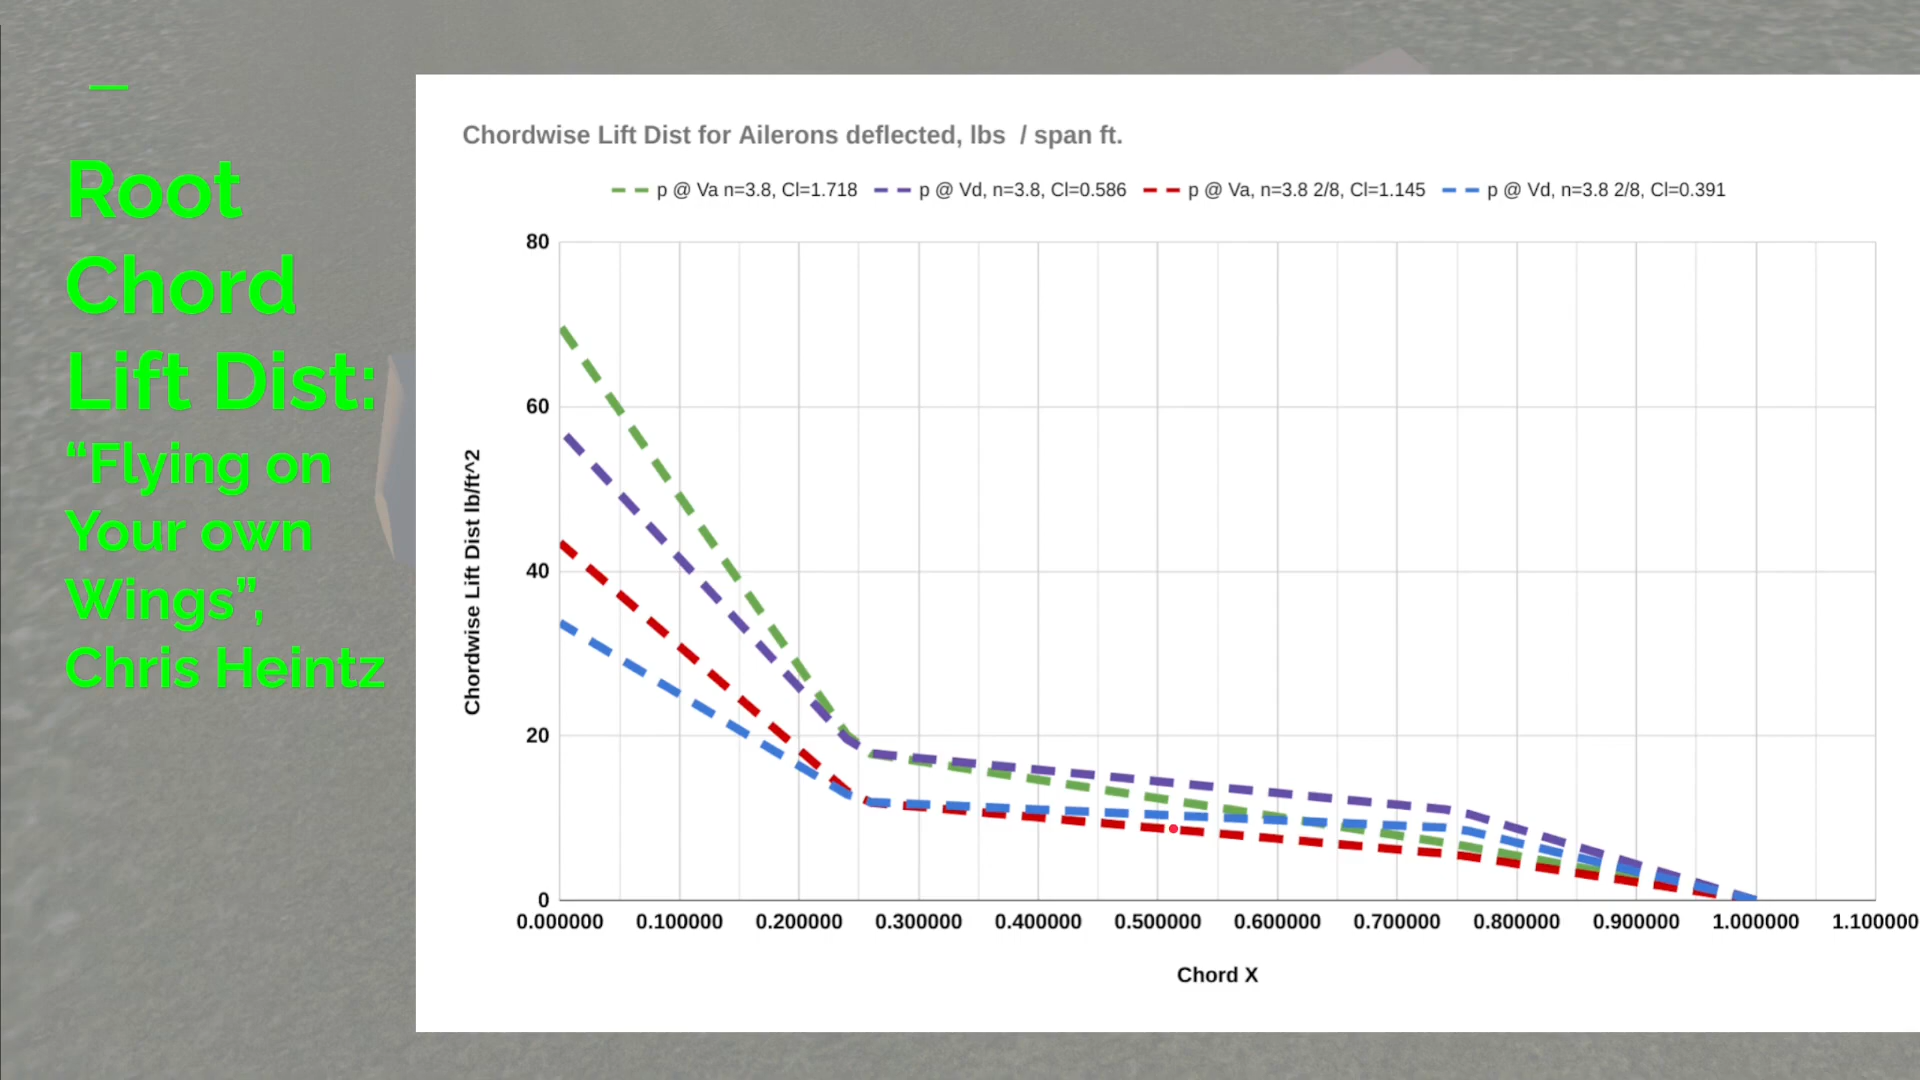 Root
Chord
Lift Dist:
“Flying on
Your own
Wings”,
Chris Heintz
Chordwise Lift Dist for Ailerons deflected, lbs / span ft.
p @ Va n=3.8, Cl=1.718 p @ Vd, n=3.8, Cl=0.586 p @ Va, n=3.8 2/8, Cl=1.145 p @ Vd, n=3.8 2/8, Cl=0.391
Chordwise Lift Dist lb/ft^2
80
60
40
20
0
0.000000 0.100000 0.200000 0.300000 0.400000 0.500000 0.600000 0.700000 0.800000 0.900000 1.000000 1.100000
Chord X